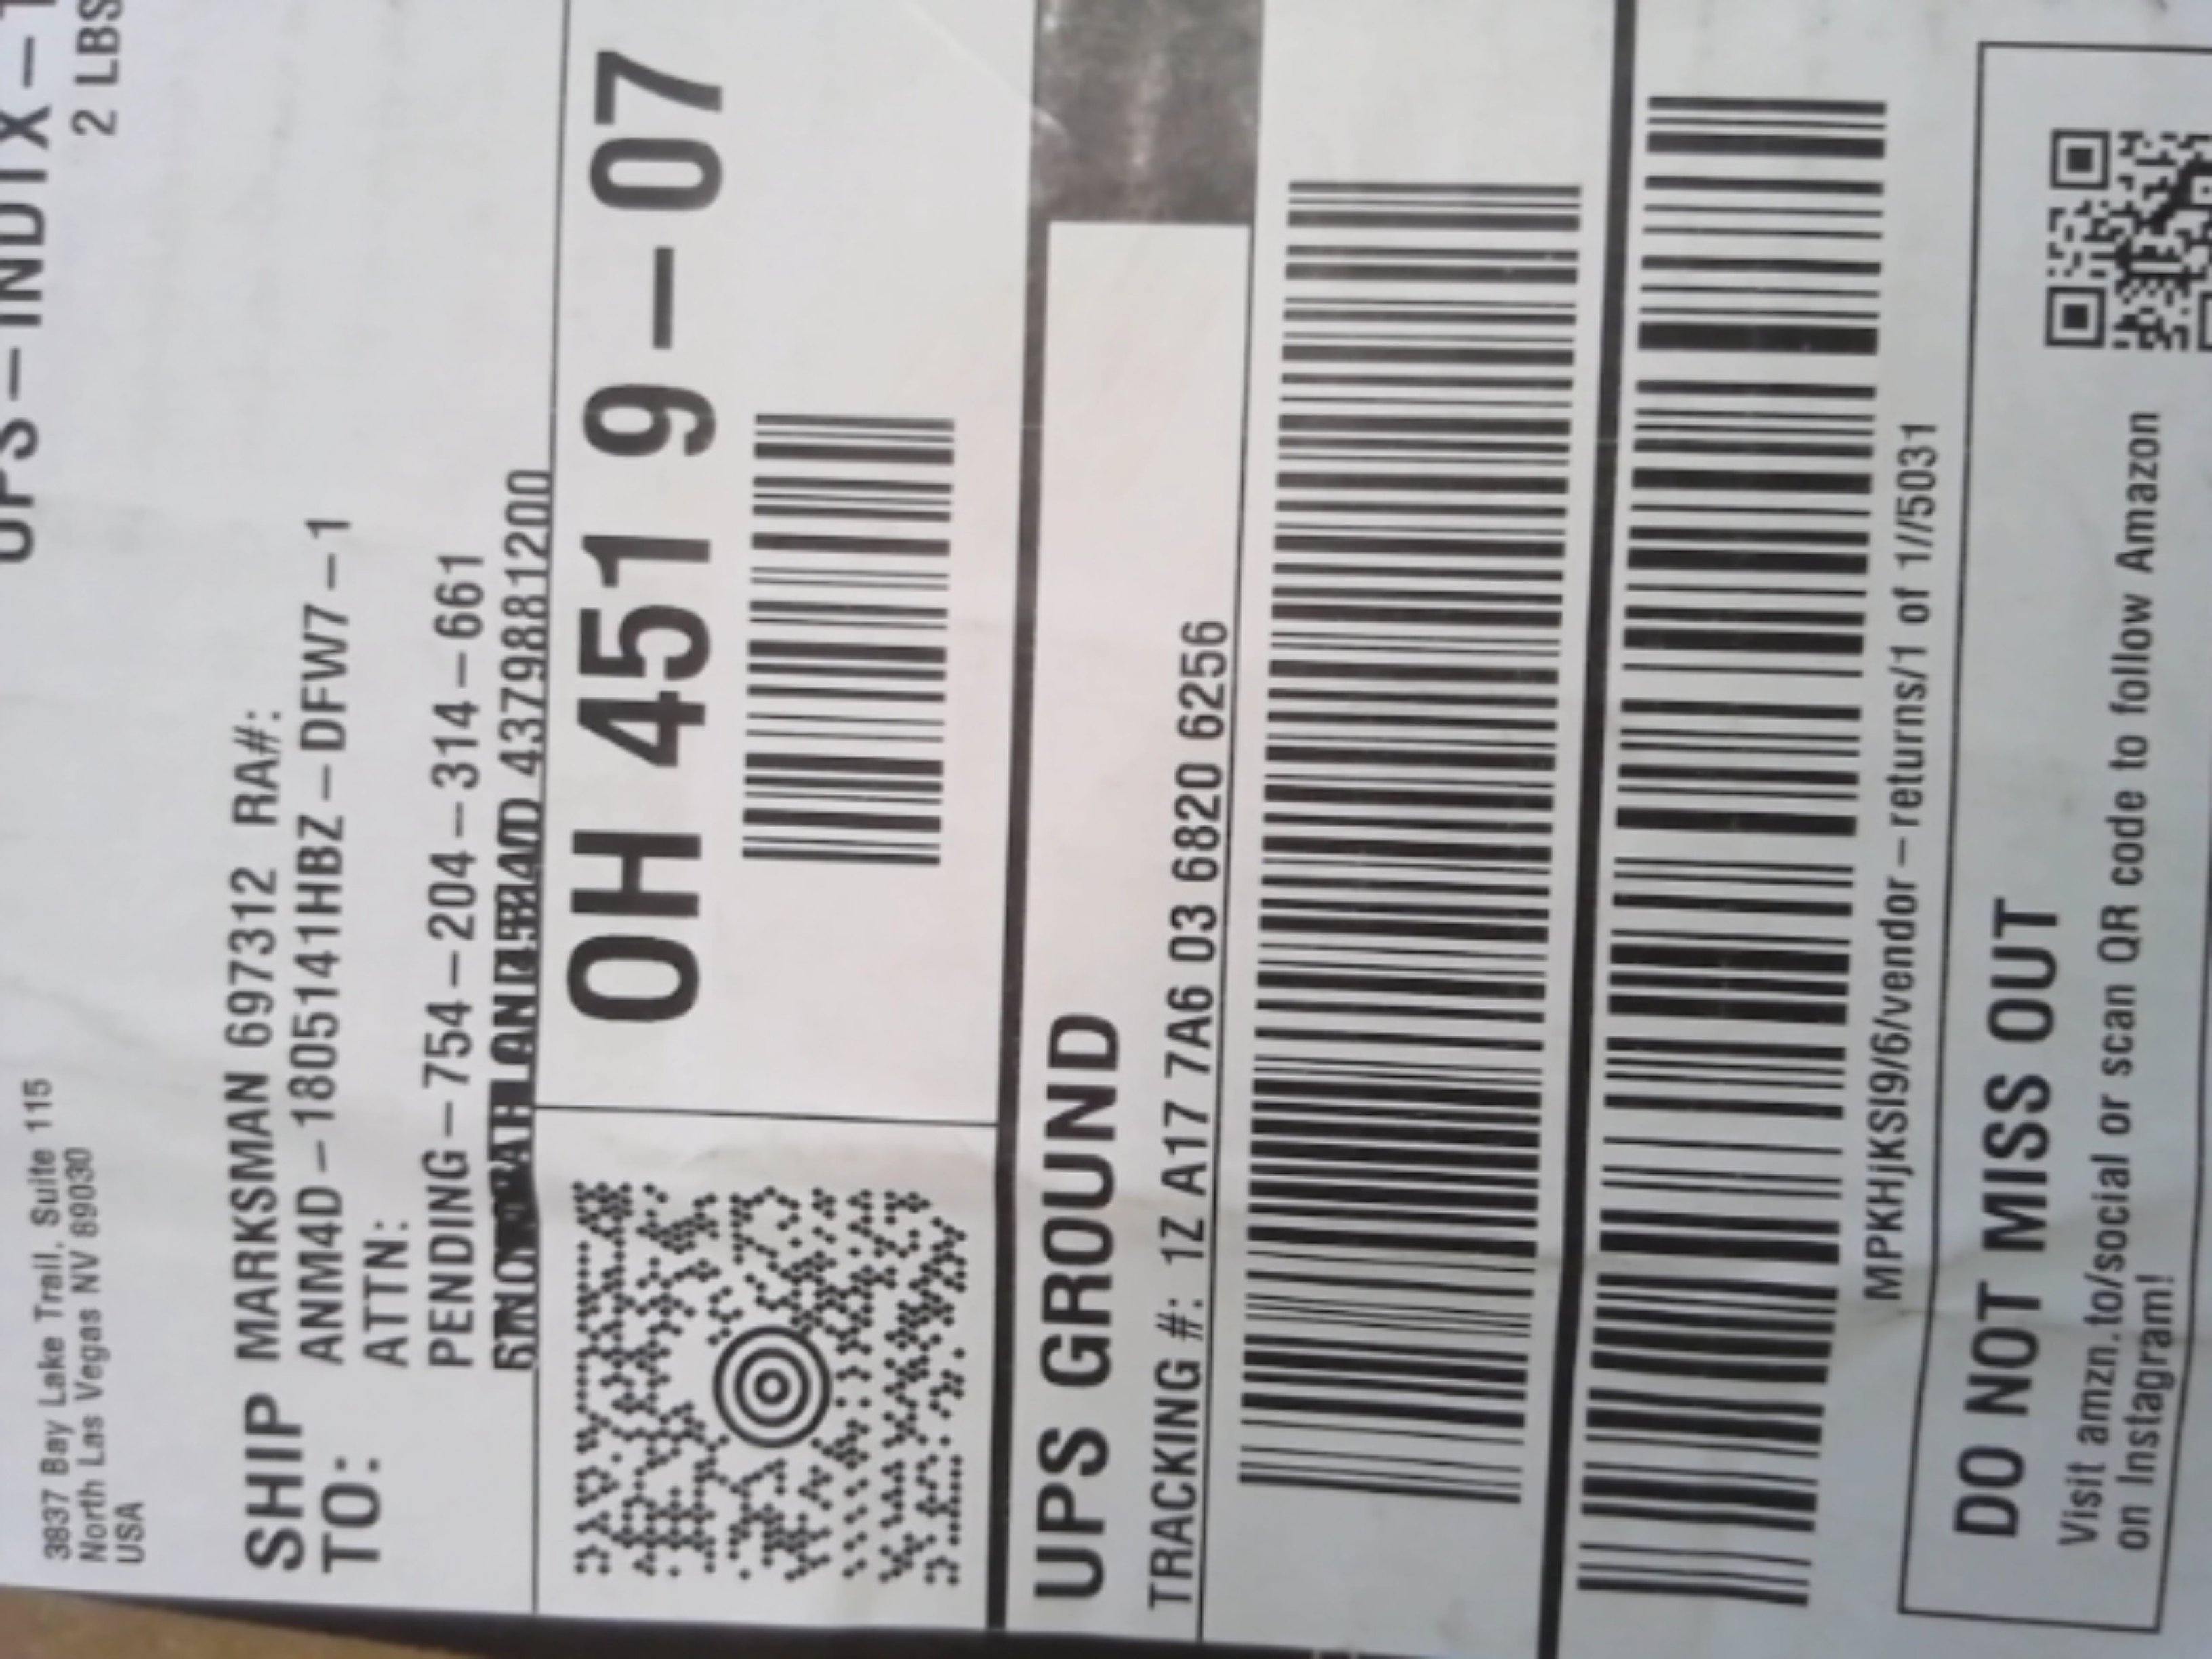 UPS-INDIX-1
2 LBS
3837 Bay Lake Trail, Suite 115
North Las Vegas NV 89030
USA
SHIP
TO:
MARKSMAN 697312 RA#:
ANM4D-1805141HBZ-DFW7-1
ATTN:
PENDING-754-204-314-661
4379881200
OH 451 9-07
UPS GROUND
TRACKING #: 1Z A17 7A6 03 6820 6256
MPKHjKSI9/6/vendor-returns/1 of 1//5031
DO NOT MISS OUT
Visit amzn.to/social or scan QR code to follow Amazon
on Instagram!